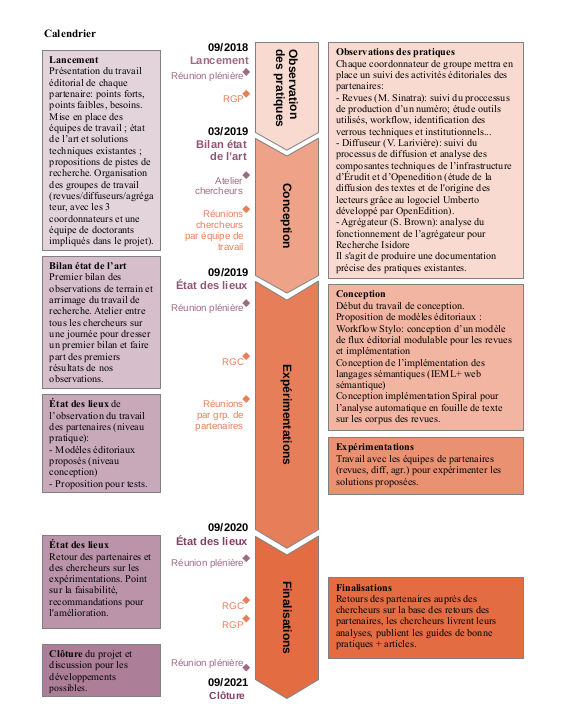 Calendrier
Lancement
Présentation du travail
éditorial de chaque
partenaire: points forts,
points faibles, besoins.
Mise en place des
équipes de travail ; état
de l'art et solutions
techniques existantes ;
propositions de pistes de
recherche. Organisation
des groupes de travail
(revues/diffuseurs/agréga
teur, avec les 3
coordonnateurs et une
équipe de doctorants
impliqués dans le projet).
Bilan état de l'art
Premier bilan des
observations de terrain et
arrimage du travail de
recherche. Atelier entre
tous les chercheurs sur
une journée pour dresser
un premier bilan et faire
part des premiers
résultats de nos
observations.
État des lieux de
l'observation du travail
des partenaires (niveau
pratique):
- Modèles éditoriaux
proposés (niveau
conception)
- Proposition pour tests.
État des lieux
Retour des partenaires et
des chercheurs sur les
expérimentations. Point
sur la faisabilité,
recommandations pour
l'amélioration.
Clôture du projet et
discussion pour les
développements
possibles.
09/2018
Lancement
Réunion plénière
RGP
03/2019
Bilan état
de l'art
Atelier
chercheurs
Réunions
chercheurs
par équipe de
travail
09/2019
État des lieux
Réunion plénière
RGC
Réunions
par grp. de
partenaires
09/2020
État des lieux
Réunion plénière
RGC
RGP
Réunion plénière
09/2021
Clôture
Observation
des pratiques
Conception
Expérimentations
Finalisations
Observations des pratiques
Chaque coordonnateur de groupe mettra en
place un suivi des activités éditoriales des
partenaires:
- Revues (M. Sinatra): suivi du proccessus
de production d'un numéro; étude outils
utilisés, workflow, identification des
verrous techniques et institutionnels...
- Diffuseur (V. Larivière): suivi du
processus de diffusion et analyse des
composantes techniques de l'infrastructure
d'Érudit et d'Openedition (étude de la
diffusion des textes et de l'origine des
lecteurs grâce au logociel Umberto
développé par OpenEdition).
- Agrégateur (S. Brown): analyse du
fonctionnement de l'agrégateur pour
Recherche Isidore
Il s'agit de produire une documentation
précise des pratiques existantes.
Conception
Début du travail de conception.
Proposition de modèles éditoriaux :
Workflow Stylo: conception d'un modèle
de flux éditorial modulable pour les revues
et implémentation
Conception de l'implémentation des
langages sémantiques (IEML+ web
sémantique)
Conception implémentation Spiral pour
l'analyse automatique en fouille de texte
sur les corpus des revues.
Expérimentations
Travail avec les équipes de partenaires
(revues, diff, agr.) pour expérimenter les
solutions proposées.
Finalisations
Retours des partenaires auprès des
chercheurs sur la base des retours des
partenaires, les chercheurs livrent leurs
analyses, publient les guides de bonne
pratiques + articles.